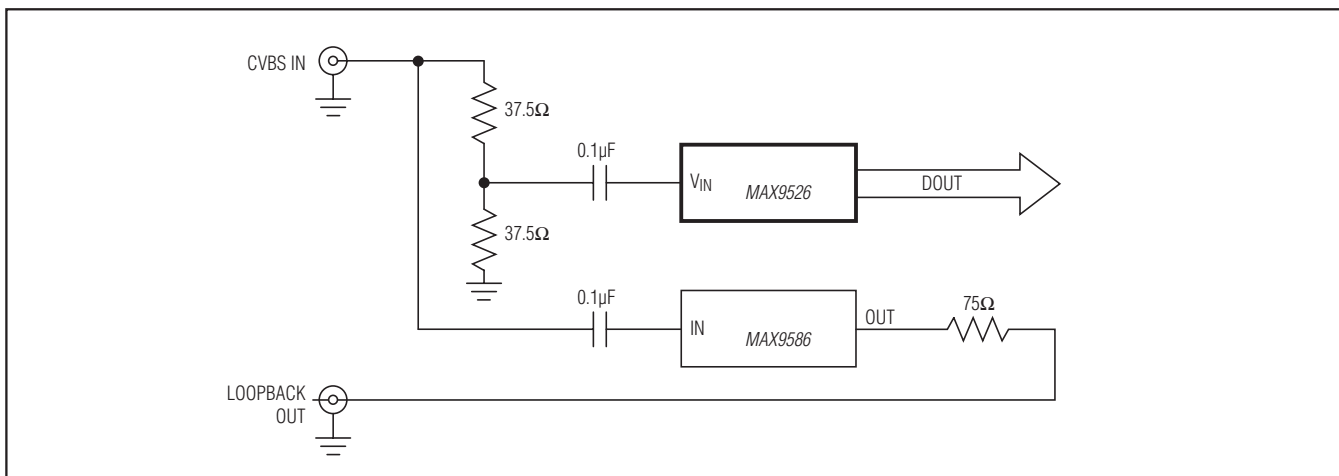 CVBS IN
37.5Ω
0.1µF
VIN
MAX9526
DOUT
37.5Ω
0.1µF
IN
MAX9586
OUT
75Ω
LOOPBACK
OUT